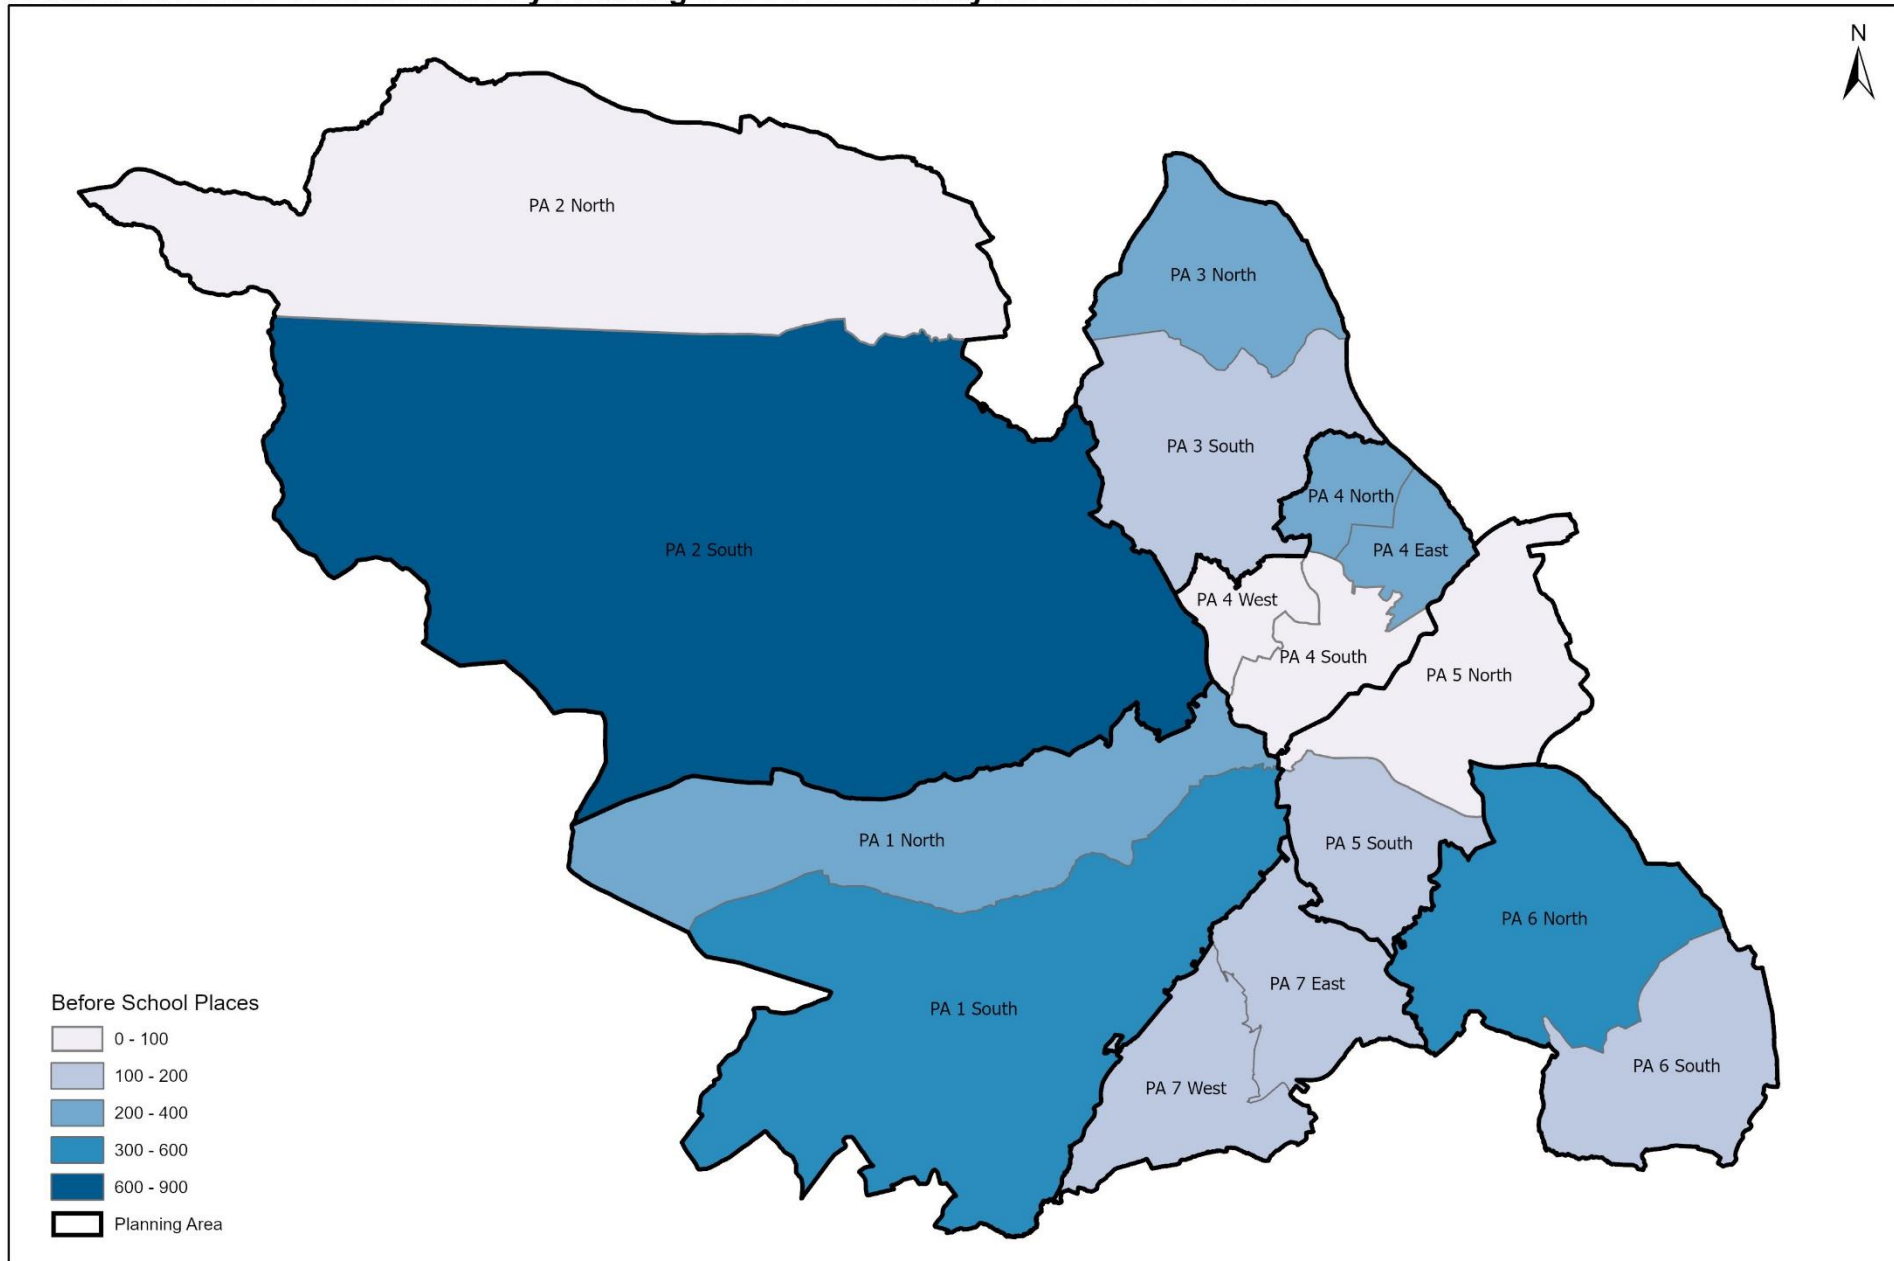 N
PA 2 North
PA 3 North
PA 3 South
PA 4 North
PA 2 South
PA 4 East
PA 4 West
PA 4 South
PA 5 North
PA 1 North
PA 5 South
PA 6 North
PA 7 East
PA 1 South
PA 6 South
PA 7 West
Before School Places
0 - 100
100 - 200
200 - 400
300 - 600
600 - 900
Planning Area